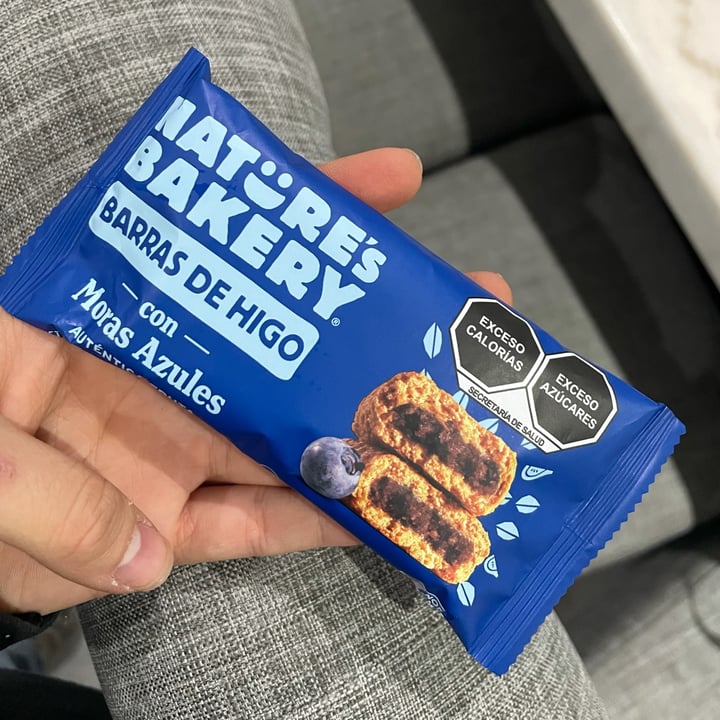 NATURE'S
BAKERY®
BARRAS DE HIGO
— con —
Moras Azules
EXCESO
CALORÍAS
EXCESO
AZÚCARES
SECRETARÍA DE SALUD